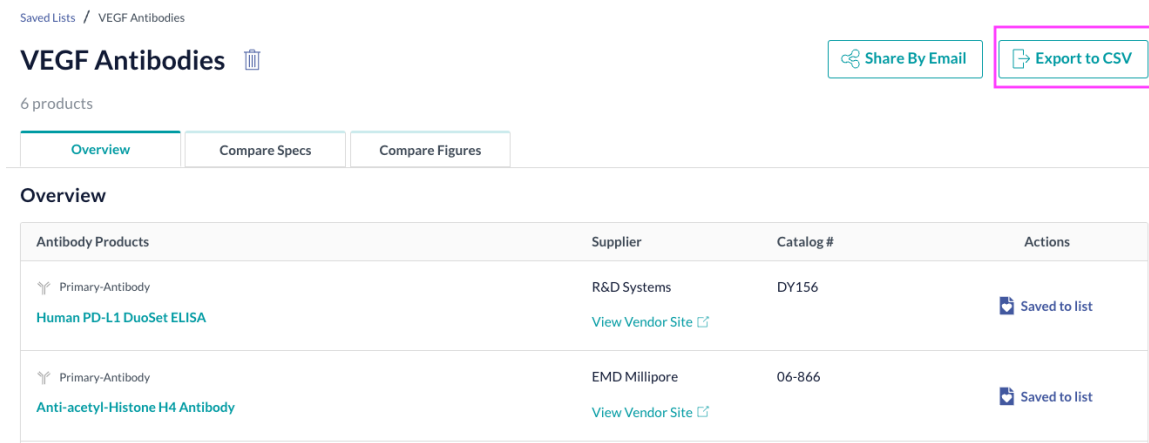 Saved Lists / VEGF Antibodies
VEGF Antibodies
Share By Email
Export to CSV
6 products
Overview
Compare Specs
Compare Figures
Overview
Antibody Products
Supplier
Catalog #
Actions
Primary-Antibody
R&D Systems
DY156
Human PD-L1 DuoSet ELISA
View Vendor Site
Saved to list
Primary-Antibody
EMD Millipore
06-866
Anti-acetyl-Histone H4 Antibody
View Vendor Site
Saved to list